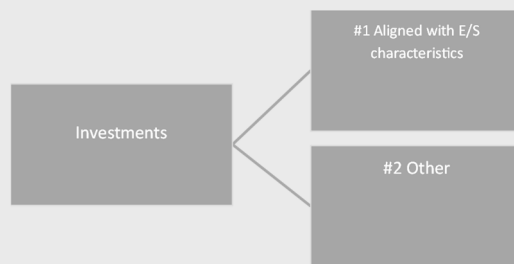 #1 Aligned with E/S
characteristics
Investments
#2 Other